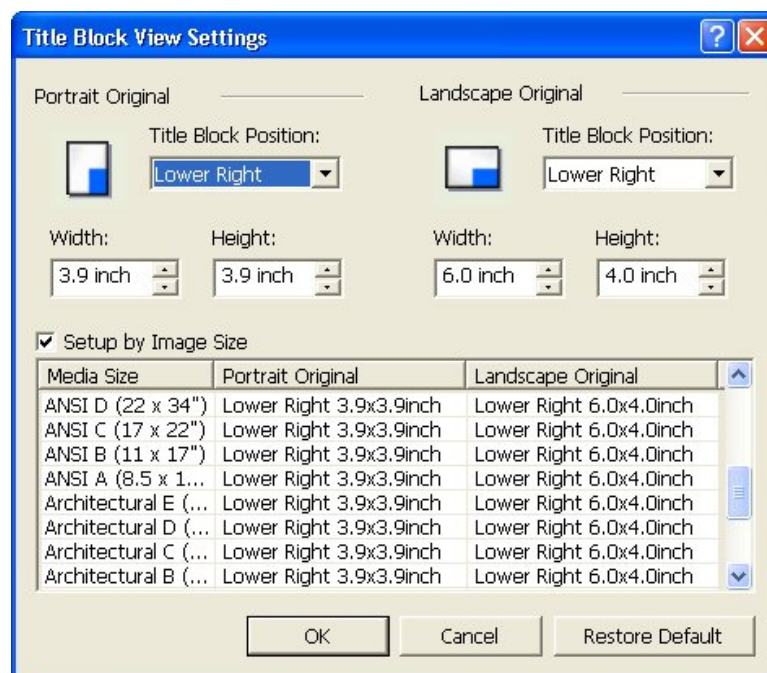 Title Block View Settings
Portrait Original
Landscape Original
Title Block Position:
Title Block Position:
Lower Right
Lower Right
Width: Height:
Width: Height:
3.9 inch 3.9 inch
6.0 inch 4.0 inch
Setup by Image Size
Media Size Portrait Original Landscape Original
ANSI D (22 x 34") Lower Right 3.9x3.9inch Lower Right 6.0x4.0inch
ANSI C (17 x 22") Lower Right 3.9x3.9inch Lower Right 6.0x4.0inch
ANSI B (11 x 17") Lower Right 3.9x3.9inch Lower Right 6.0x4.0inch
ANSI A (8.5 x 1... Lower Right 3.9x3.9inch Lower Right 6.0x4.0inch
Architectural E (... Lower Right 3.9x3.9inch Lower Right 6.0x4.0inch
Architectural D (... Lower Right 3.9x3.9inch Lower Right 6.0x4.0inch
Architectural C (... Lower Right 3.9x3.9inch Lower Right 6.0x4.0inch
Architectural B (... Lower Right 3.9x3.9inch Lower Right 6.0x4.0inch
OK Cancel Restore Default